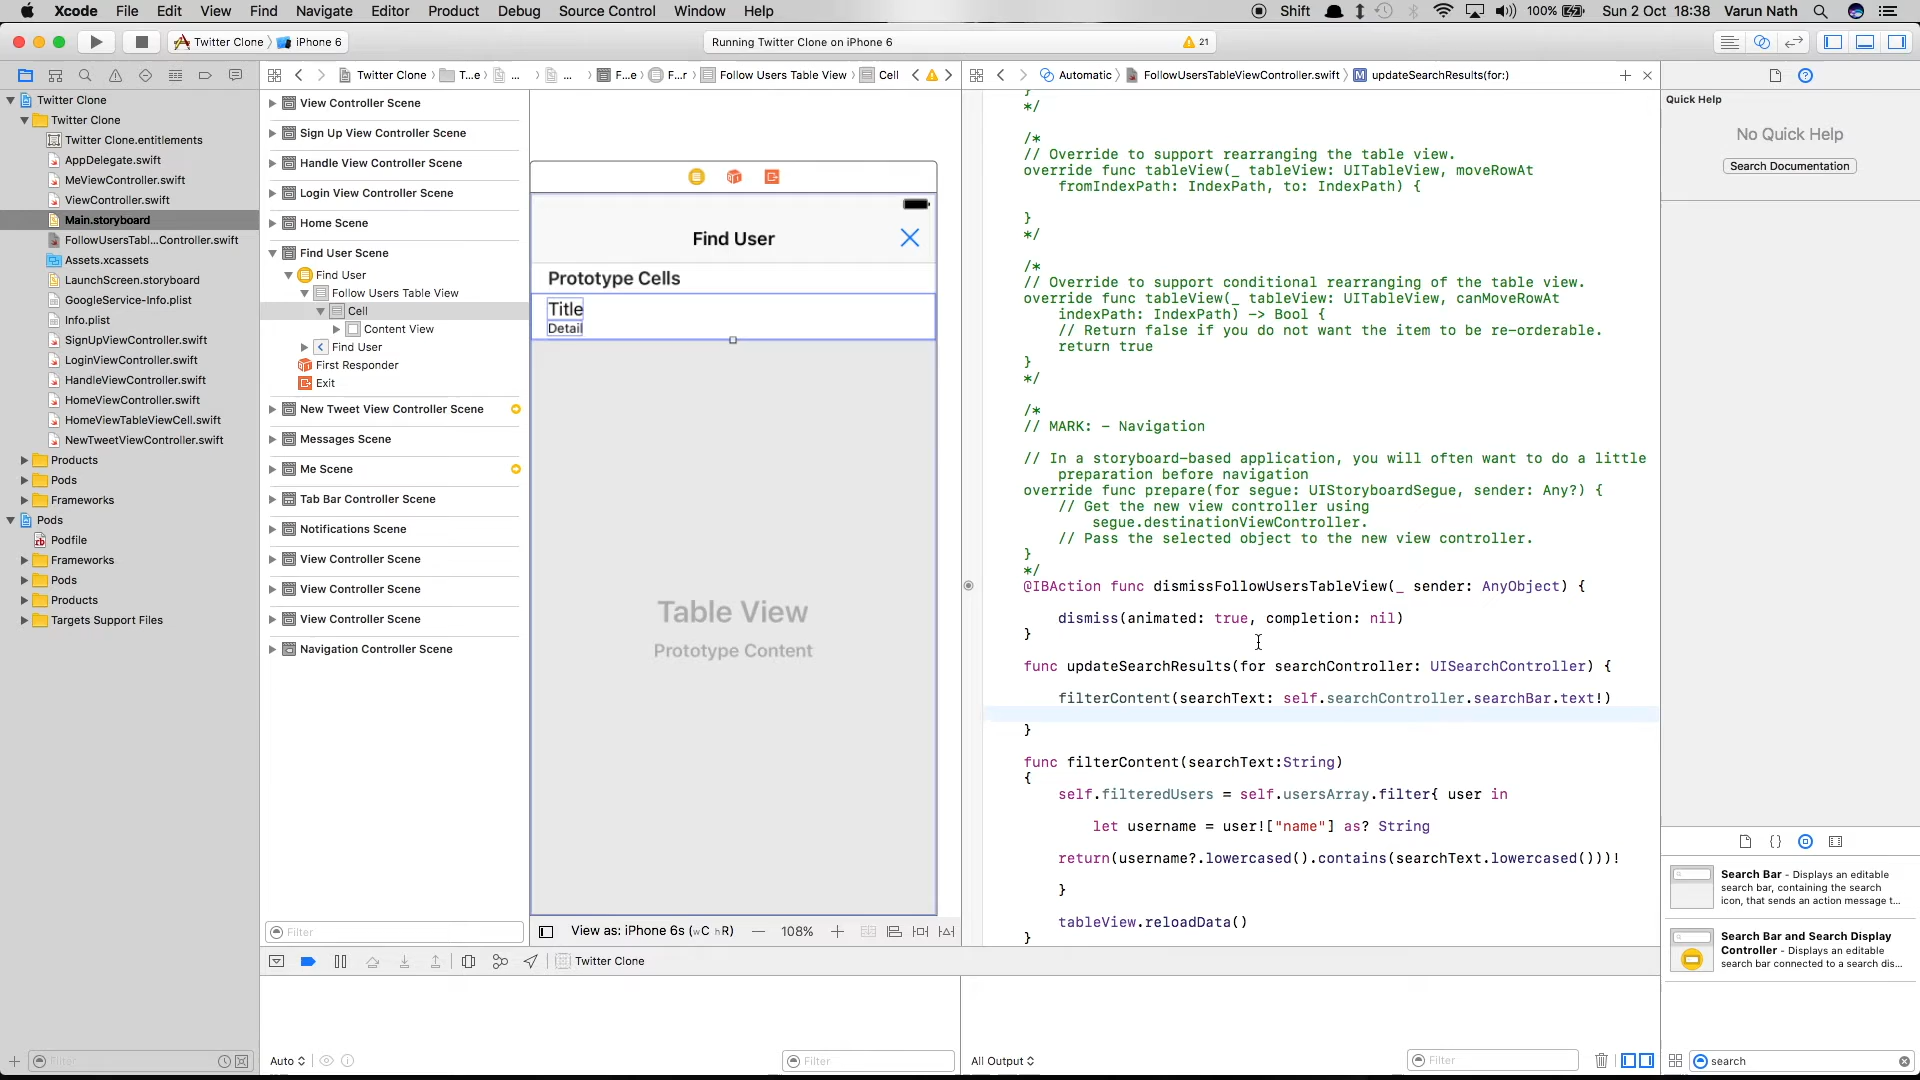 Xcode File Edit View Find Navigate Editor Product Debug Source Control Window Help
Shift 100% Sun 2 Oct 18:38 Varun Nath
Twitter Clone iPhone 6
Running Twitter Clone on iPhone 6
21
Twitter Clone T...e ... ... F...e F...r Follow Users Table View Cell
Automatic FollowUsersTableViewController.swift M updateSearchResults(for:)
Twitter Clone
Twitter Clone
Twitter Clone.entitlements
AppDelegate.swift
MeViewController.swift
ViewController.swift
Main.storyboard
FollowUsersTabl...Controller.swift
Assets.xcassets
LaunchScreen.storyboard
GoogleService-Info.plist
Info.plist
SignUpViewController.swift
LoginViewController.swift
HandleViewController.swift
HomeViewController.swift
HomeViewTableViewCell.swift
NewTweetViewController.swift
Products
Pods
Frameworks
Pods
Podfile
Frameworks
Pods
Products
Targets Support Files
Filter
View Controller Scene
Sign Up View Controller Scene
Handle View Controller Scene
Login View Controller Scene
Home Scene
Find User Scene
Find User
Follow Users Table View
Cell
Content View
Find User
First Responder
Exit
New Tweet View Controller Scene
Messages Scene
Me Scene
Tab Bar Controller Scene
Notifications Scene
View Controller Scene
View Controller Scene
View Controller Scene
Navigation Controller Scene
Filter
Find User
Prototype Cells
Title
Detail
Table View
Prototype Content
View as: iPhone 6s (wC hR) — 108% +
}
*/
/*
// Override to support rearranging the table view.
override func tableView(_ tableView: UITableView, moveRowAt
fromIndexPath: IndexPath, to: IndexPath) {
}
*/
/*
// Override to support conditional rearranging of the table view.
override func tableView(_ tableView: UITableView, canMoveRowAt
indexPath: IndexPath) -> Bool {
// Return false if you do not want the item to be re-orderable.
return true
}
*/
/*
// MARK: - Navigation
// In a storyboard-based application, you will often want to do a little
preparation before navigation
override func prepare(for segue: UIStoryboardSegue, sender: Any?) {
// Get the new view controller using
segue.destinationViewController.
// Pass the selected object to the new view controller.
}
*/
@IBAction func dismissFollowUsersTableView(_ sender: AnyObject) {
dismiss(animated: true, completion: nil)
}
func updateSearchResults(for searchController: UISearchController) {
filterContent(searchText: self.searchController.searchBar.text!)
}
func filterContent(searchText:String)
{
self.filteredUsers = self.usersArray.filter{ user in
let username = user!["name"] as? String
return(username?.lowercased().contains(searchText.lowercased()))!
}
tableView.reloadData()
}
Quick Help
No Quick Help
Search Documentation
Search Bar - Displays an editable
search bar, containing the search
icon, that sends an action message t...
Search Bar and Search Display
Controller - Displays an editable
search bar connected to a search dis...
Twitter Clone
Auto
Filter
All Output
Filter
search